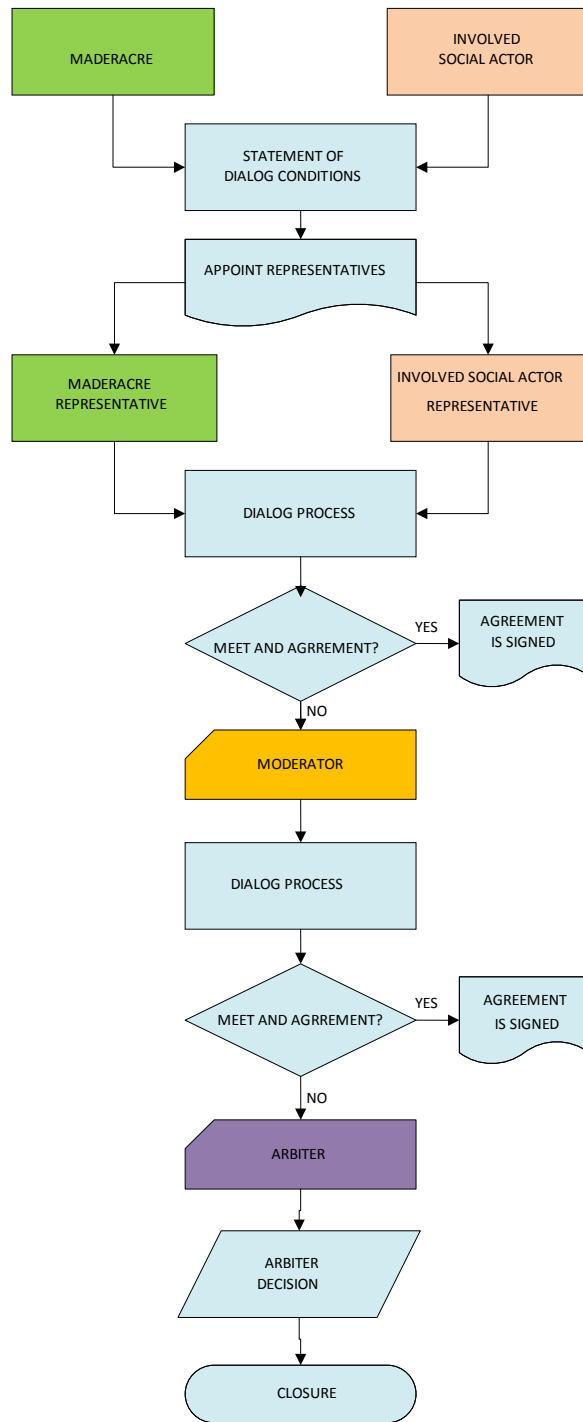 MADERACRE
INVOLVED
SOCIAL ACTOR
STATEMENT OF
DIALOG CONDITIONS
APPOINT REPRESENTATIVES
MADERACRE
REPRESENTATIVE
INVOLVED SOCIAL ACTOR
REPRESENTATIVE
DIALOG PROCESS
MEET AND AGRREMENT?
YES
AGREEMENT
IS SIGNED
NO
MODERATOR
DIALOG PROCESS
MEET AND AGRREMENT?
YES
AGREEMENT
IS SIGNED
NO
ARBITER
ARBITER
DECISION
CLOSURE